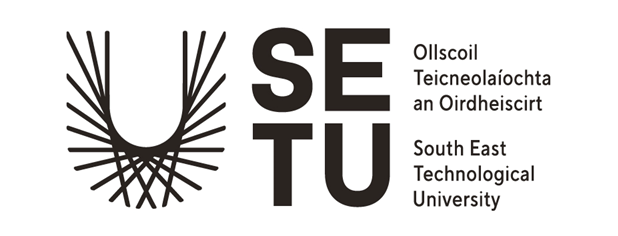 SE
TU
Ollscoil
Teicneolaíochta
an Oirdheiscirt
South East
Technological
University